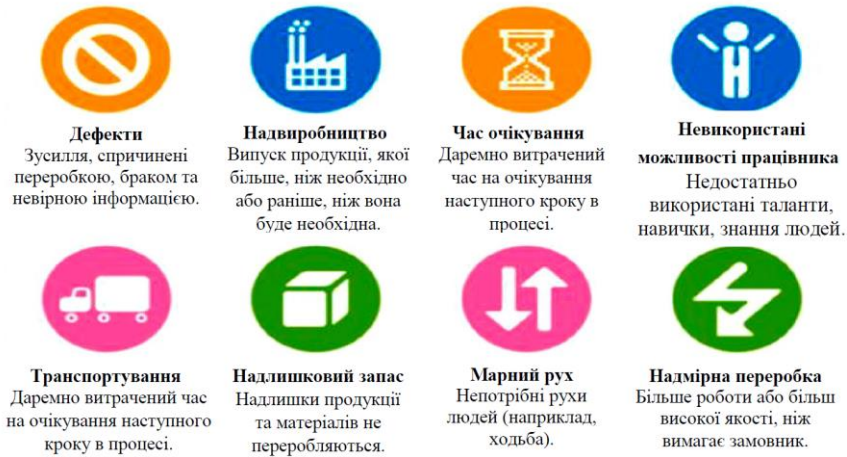 Дефекти
Зусилля, спричинені
переробкою, браком та
невірною інформацією.
Надвиробництво
Випуск продукції, якої
більше, ніж необхідно
або раніше, ніж вона
буде необхідна.
Час очікування
Даремно витрачений
час на очікування
наступного кроку в
процесі.
Невикористані
можливості працівника
Недостатньо
використані таланти,
навички, знання людей.
Транспортування
Даремно витрачений час
на очікування наступного
кроку в процесі.
Надлишковий запас
Надлишки продукції
та матеріалів не
переробляються.
Марний рух
Непотрібні рухи
людей (наприклад,
ходьба).
Надмірна переробка
Більше роботи або більш
високої якості, ніж
вимагає замовник.